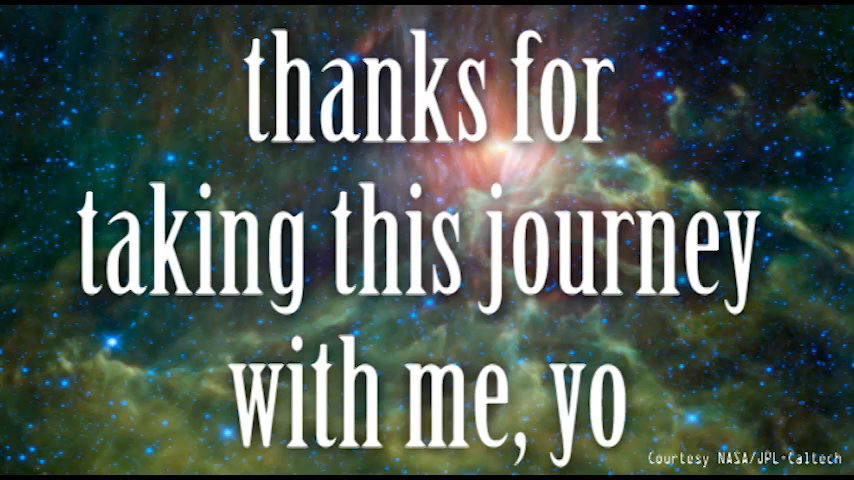 thanks for
taking this journey
with me, yo
Courtesy NASA/JPL-Caltech